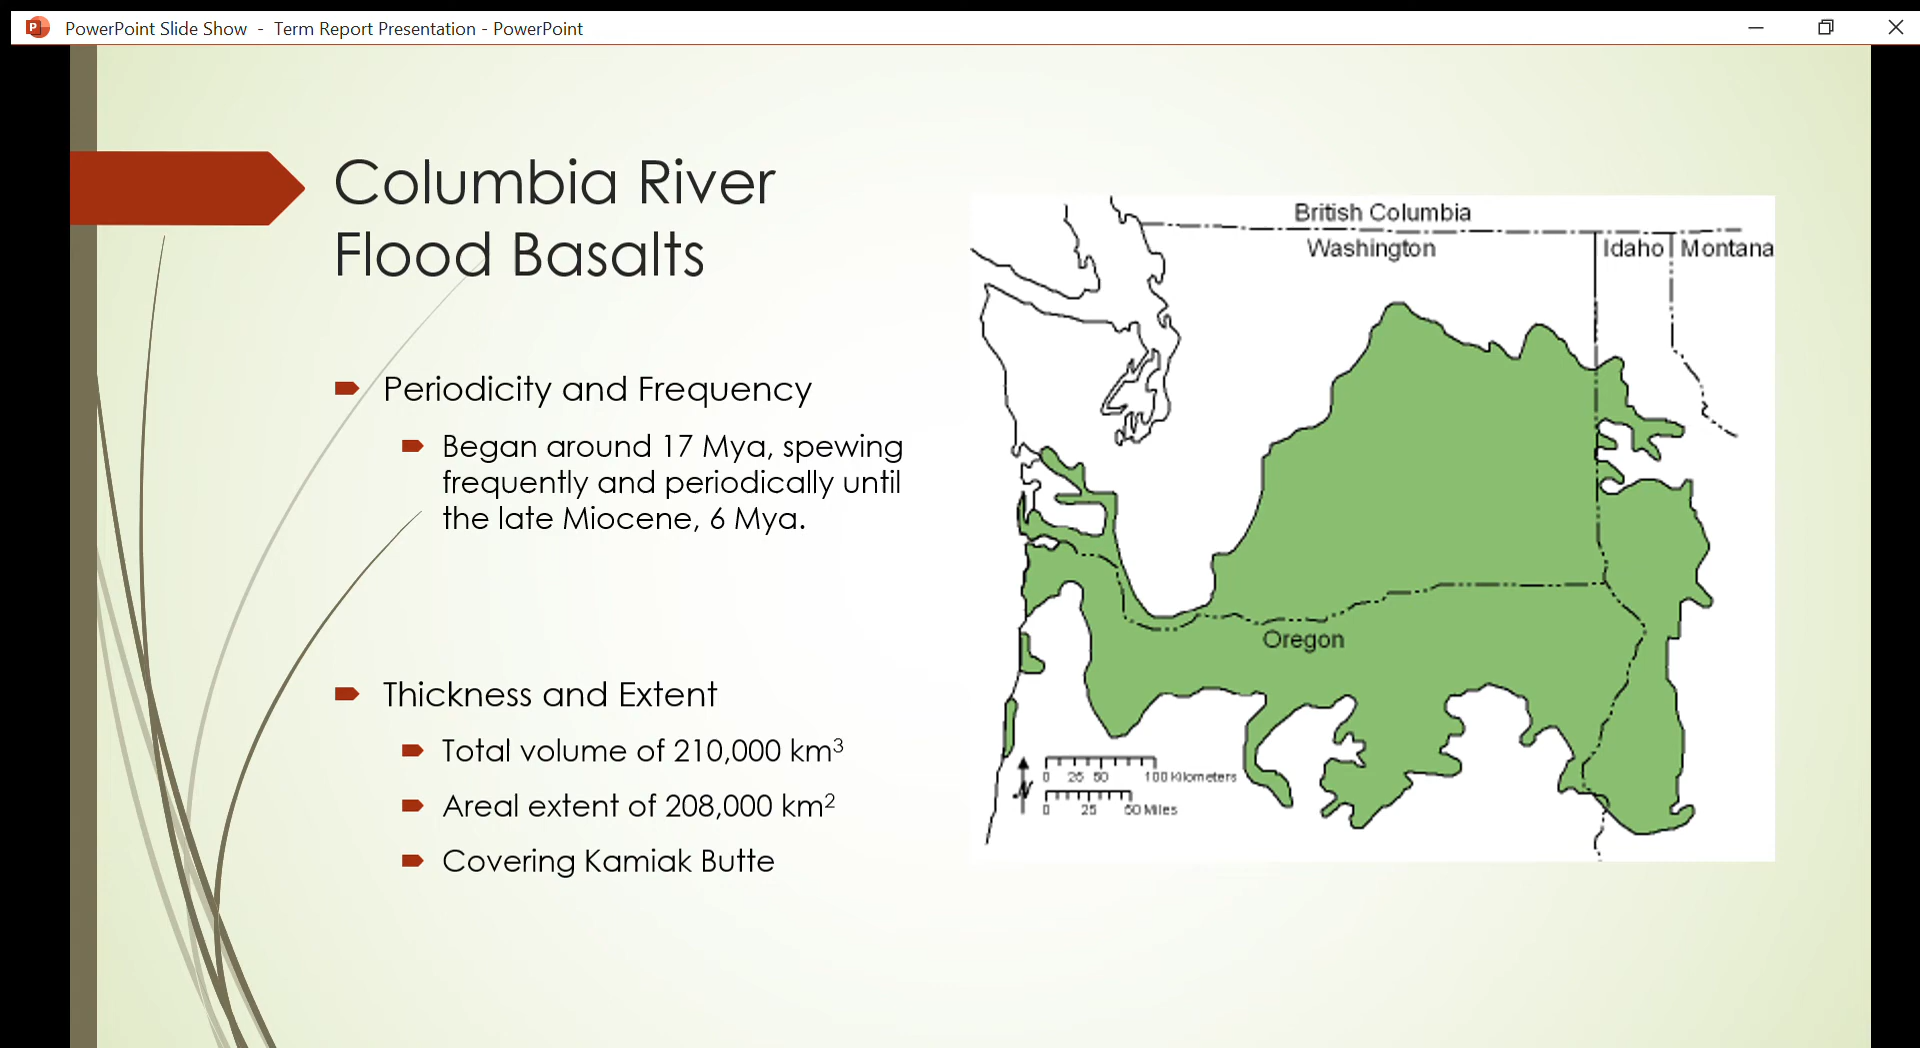 PowerPoint Slide Show - Term Report Presentation - PowerPoint
Columbia River
Flood Basalts
Periodicity and Frequency
Began around 17 Mya, spewing
frequently and periodically until
the late Miocene, 6 Mya.
Thickness and Extent
Total volume of 210,000 km³
Areal extent of 208,000 km²
Covering Kamiak Butte
British Columbia
Washington
Idaho
Montana
Oregon
N
0 25 50 100 Kilometers
0 25 50 Miles